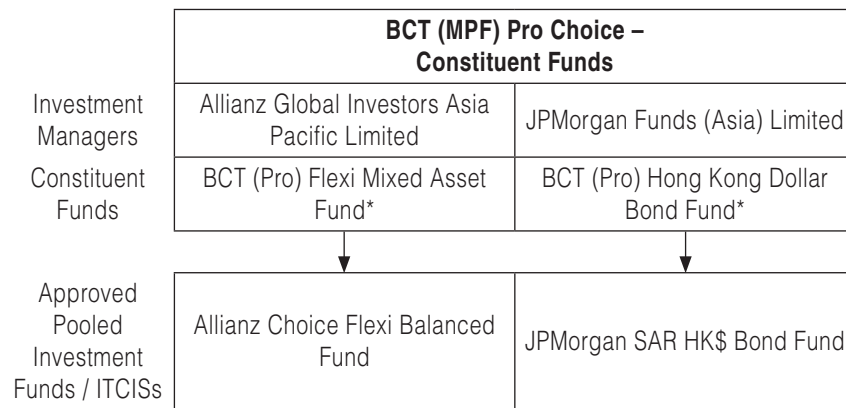 BCT (MPF) Pro Choice –
Constituent Funds
Investment
Managers
Allianz Global Investors Asia
Pacific Limited
JPMorgan Funds (Asia) Limited
Constituent
Funds
BCT (Pro) Flexi Mixed Asset
Fund*
BCT (Pro) Hong Kong Dollar
Bond Fund*
Approved
Pooled
Investment
Funds / ITCISs
Allianz Choice Flexi Balanced
Fund
JPMorgan SAR HK$ Bond Fund